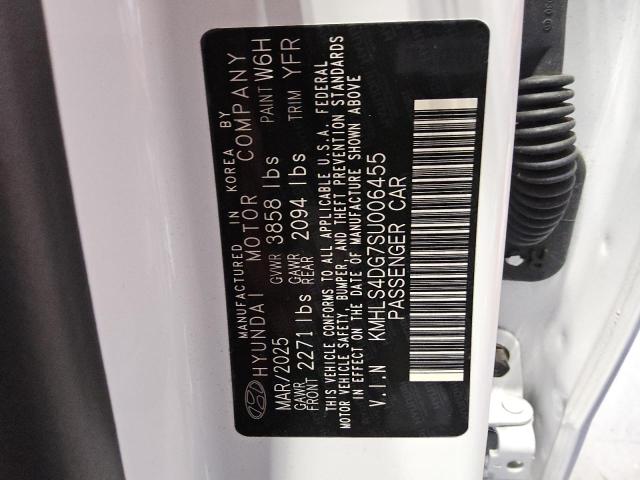 MANUFACTURED IN KOREA BY
HYUNDAI MOTOR COMPANY
MAR/2025 GVWR 3858 lbs PAINT W6H
GAWR FRONT 2271 lbs GAWR REAR 2094 lbs TRIM YFR
THIS VEHICLE CONFORMS TO ALL APPLICABLE U.S.A. FEDERAL
MOTOR VEHICLE SAFETY, BUMPER, AND THEFT PREVENTION STANDARDS
IN EFFECT ON THE DATE OF MANUFACTURE SHOWN ABOVE
V.I.N KMHLS4DG7SU006455
PASSENGER CAR